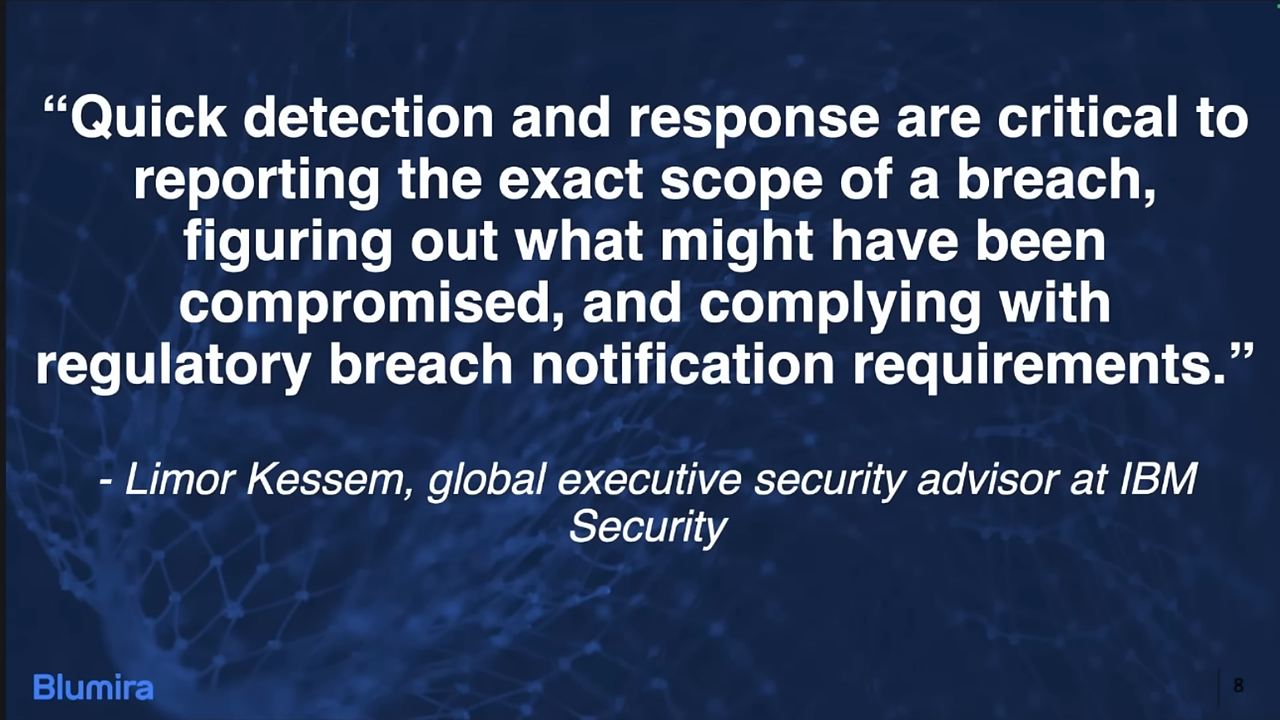 “Quick detection and response are critical to
reporting the exact scope of a breach,
figuring out what might have been
compromised, and complying with
regulatory breach notification requirements.”
- Limor Kessem, global executive security advisor at IBM
Security
Blumira
8